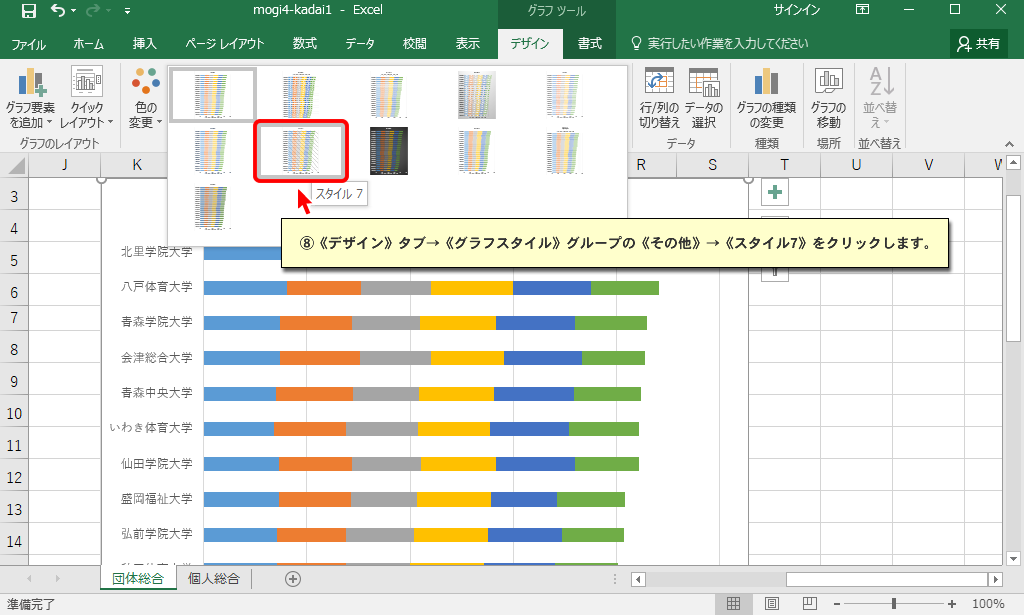 mogi4-kadai1 - Excel
グラフ ツール
サインイン
ファイル ホーム 挿入 ページ レイアウト 数式 データ 校閲 表示 デザイン 書式 実行したい作業を入力してください 共有
グラフ要素を追加
クイックレイアウト
グラフのレイアウト
色の変更
行/列の切り替え
データの選択
データ
グラフの種類の変更
種類
グラフの移動
場所
並べ替え
並べ替え
スタイル 7
⑧《デザイン》タブ→《グラフスタイル》グループの《その他》→《スタイル7》をクリックします。
J K R S T U V W
3
4
5
6
7
8
9
10
11
12
13
14
北里学院大学
八戸体育大学
青森学院大学
会津総合大学
青森中央大学
いわき体育大学
仙田学院大学
盛岡福祉大学
弘前学院大学
団体総合 個人総合
準備完了
100%